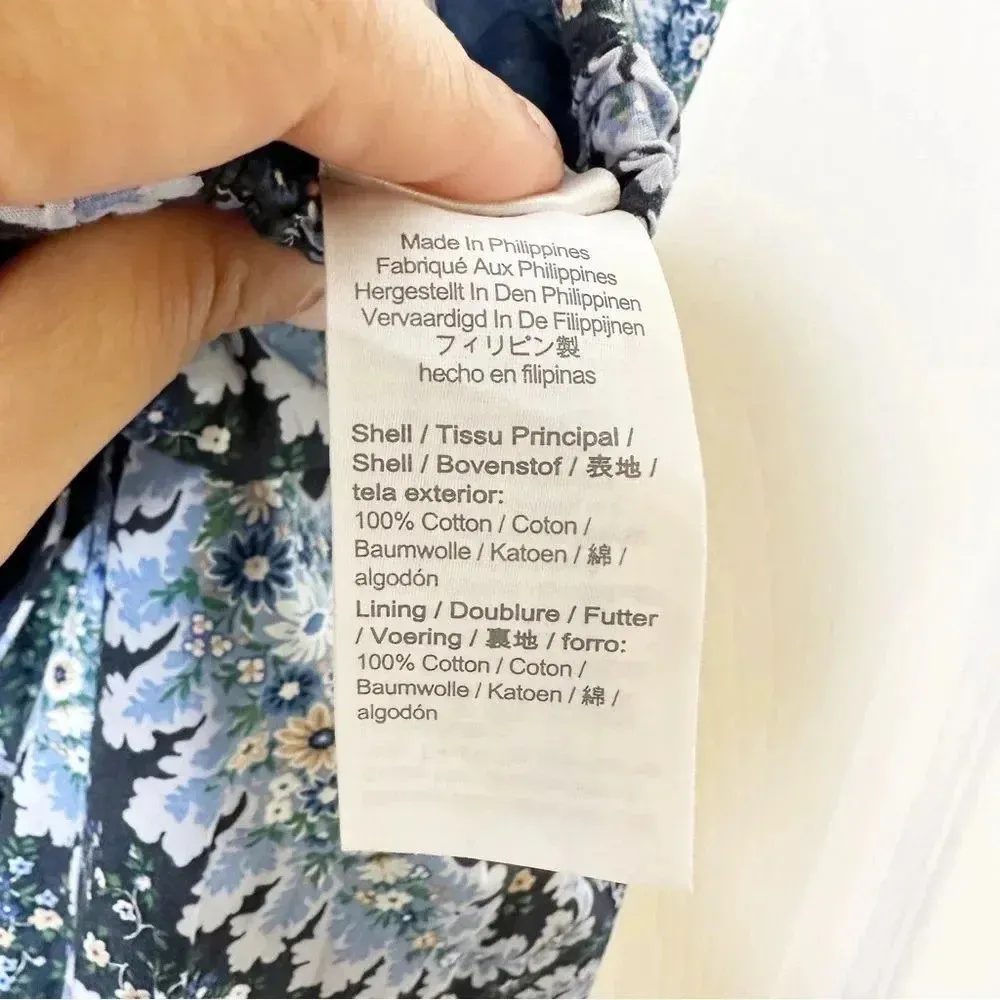 Made In Philippines
Fabriqué Aux Philippines
Hergestellt In Den Philippinen
Vervaardigd In De Filippijnen
フィリピン製
hecho en filipinas
Shell / Tissu Principal /
Shell / Bovenstof / 表地 /
tela exterior:
100% Cotton / Coton /
Baumwolle / Katoen / 綿 /
algodón
Lining / Doublure / Futter
/ Voering / 裏地 / forro:
100% Cotton / Coton /
Baumwolle / Katoen / 綿 /
algodón